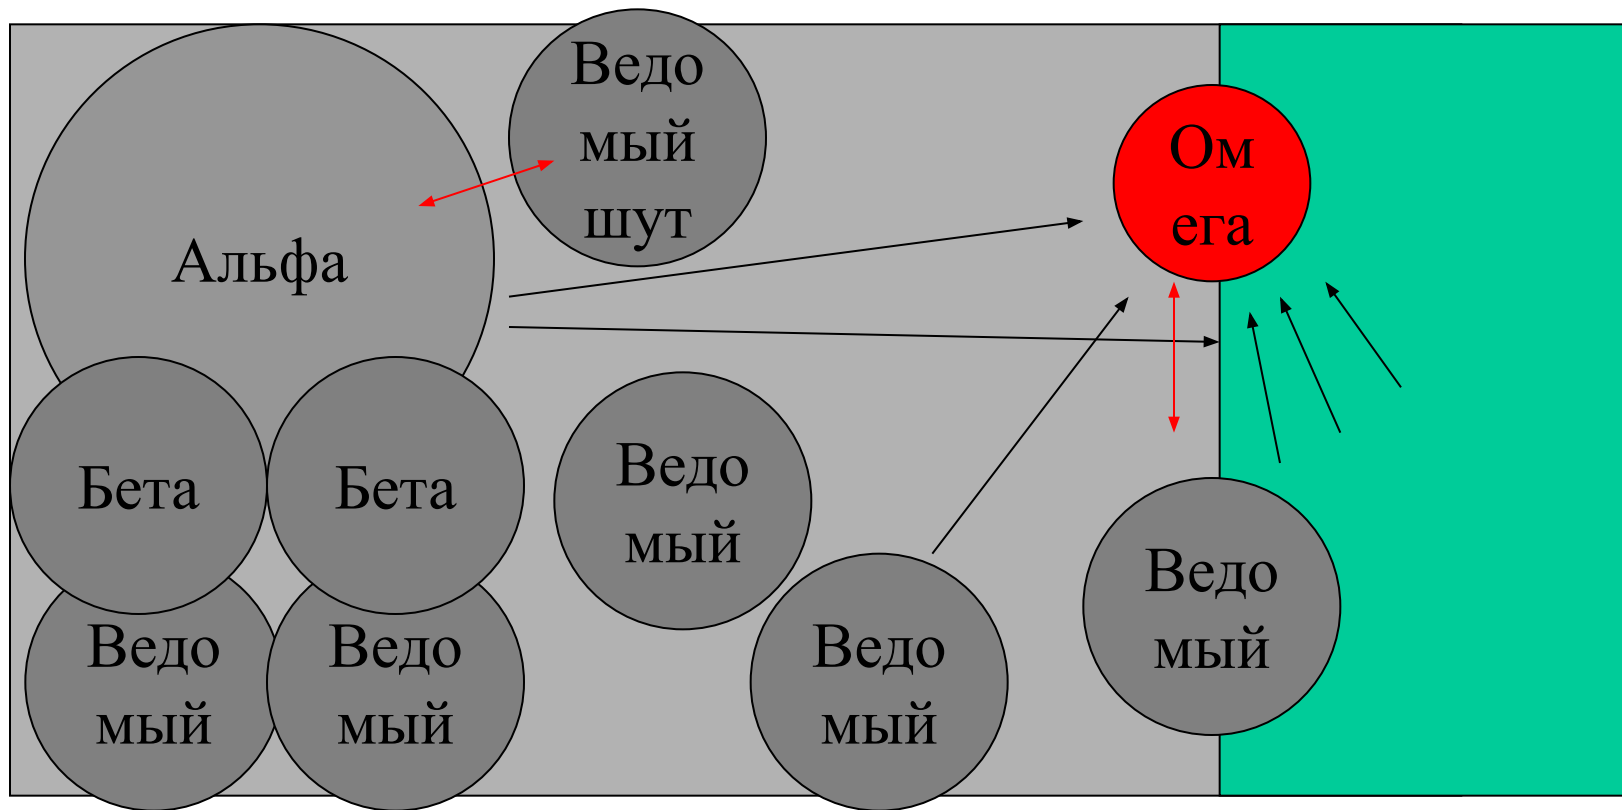 Ведо
мый
шут
Ом
ега
Альфа
Бета
Бета
Ведо
мый
Ведо
мый
Ведо
мый
Ведо
мый
Ведо
мый